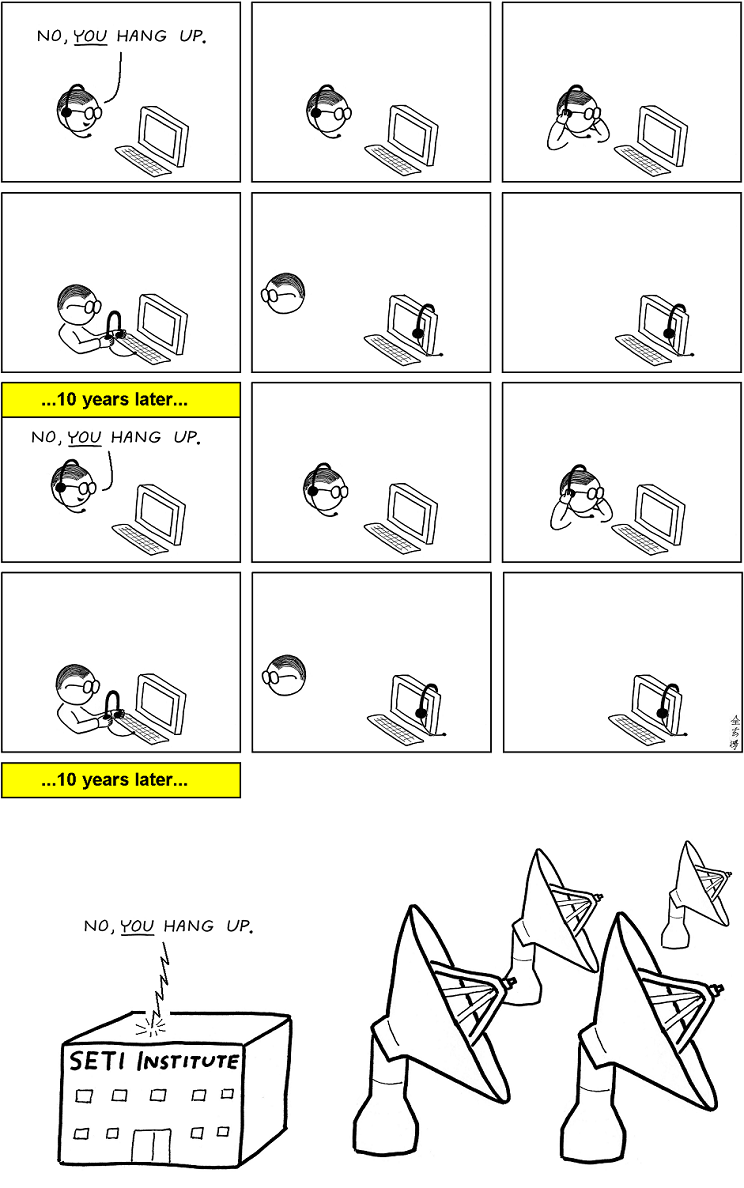 NO, YOU HANG UP.
...10 years later...
NO, YOU HANG UP.
...10 years later...
NO, YOU HANG UP.
SETI INSTITUTE